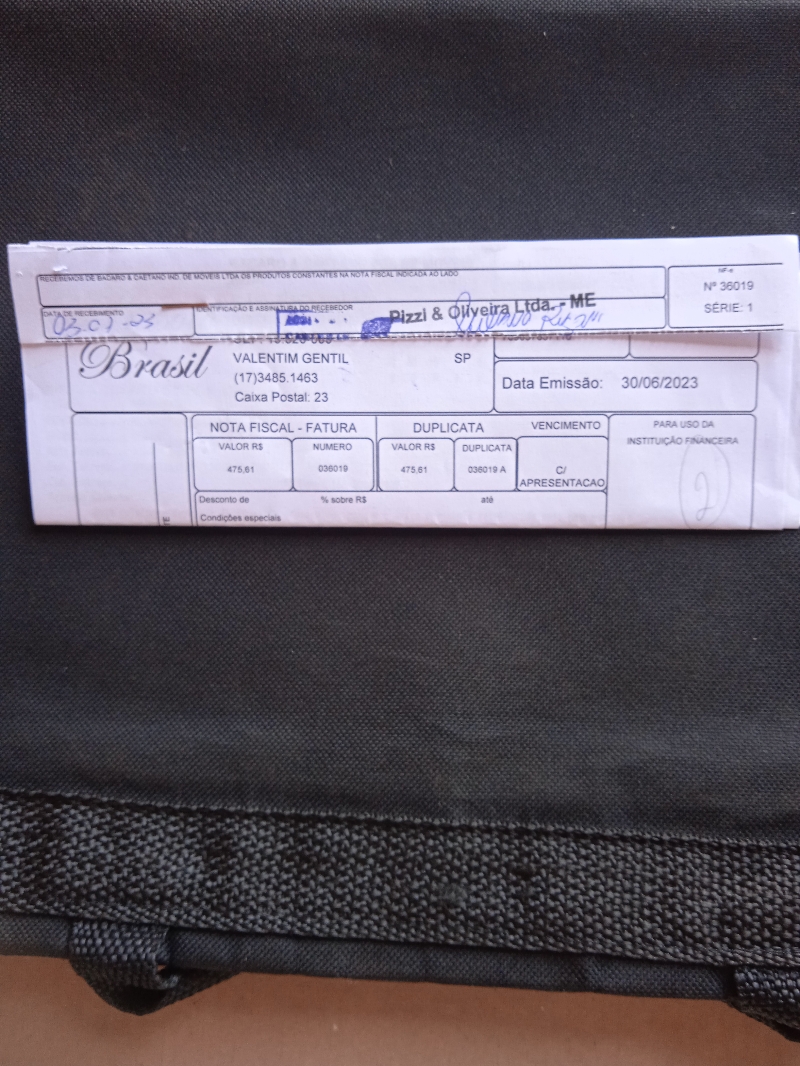 RECEBEMOS DE BADARO & CAETANO IND. DE MOVEIS LTDA OS PRODUTOS CONSTANTES NA NOTA FISCAL INDICADA AO LADO
NF-e
Nº 36019
SÉRIE: 1
DATA DE RECEBIMENTO
03.07-23
IDENTIFICAÇÃO E ASSINATURA DO RECEBEDOR
Pizzi & Oliveira Ltda. - ME
Brasil
VALENTIM GENTIL
SP
(17)3485.1463
Caixa Postal: 23
Data Emissão: 30/06/2023
NOTA FISCAL - FATURA
DUPLICATA
VENCIMENTO
PARA USO DA
INSTITUIÇÃO FINANCEIRA
VALOR R$
NUMERO
VALOR R$
DUPLICATA
475,61
036019
475,61
036019 A
C/
APRESENTACAO
2
Desconto de
% sobre R$
até
Condições especiais